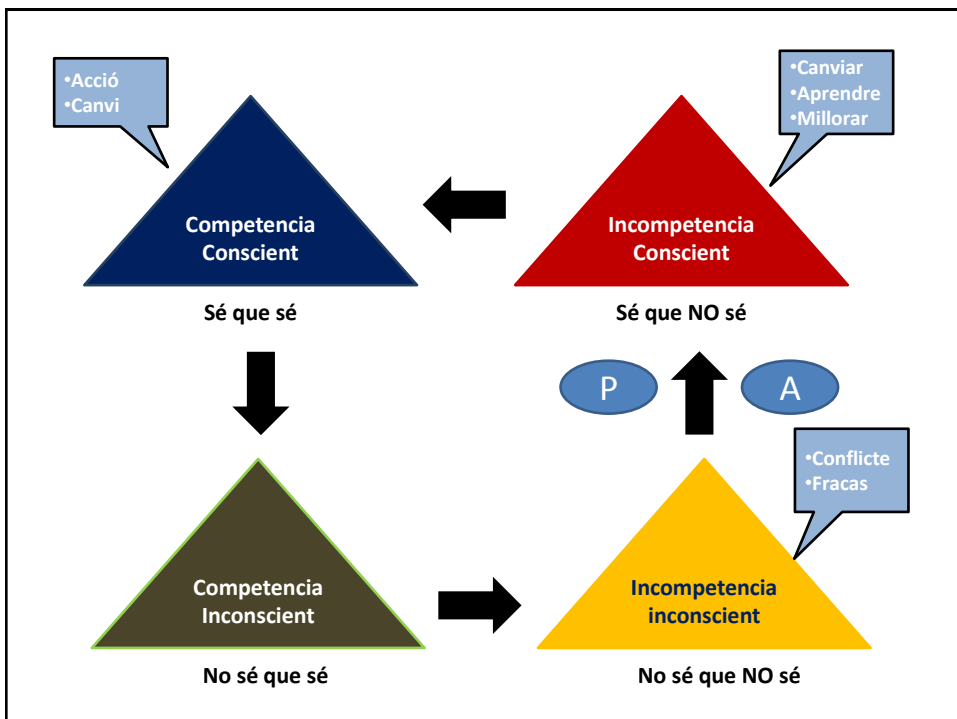 •Acció
•Canvi
•Canviar
•Aprendre
•Millorar
Competencia
Conscient
Incompetencia
Conscient
Sé que sé
Sé que NO sé
P
A
•Conflicte
•Fracas
Competencia
Inconscient
Incompetencia
inconscient
No sé que sé
No sé que NO sé